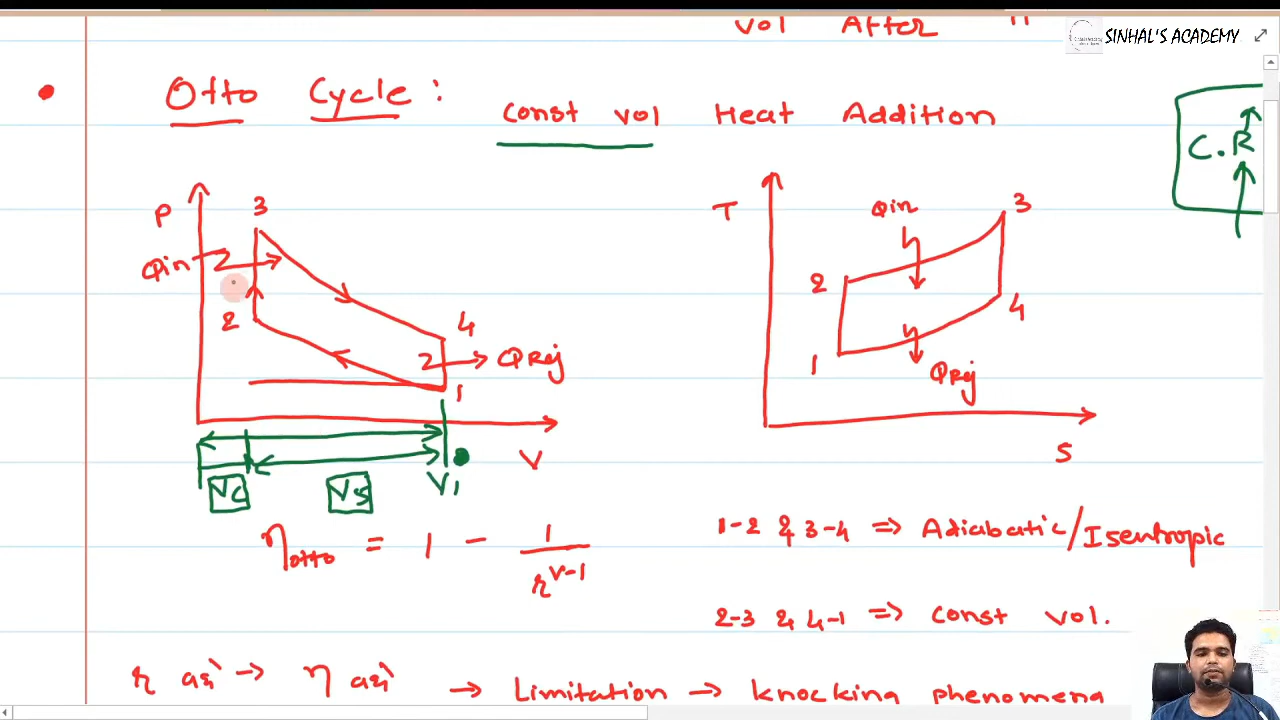 Vol After "
SINHAL'S ACADEMY
Otto Cycle :
Const vol Heat Addition
C.R
P
3
Qin
2
4
QRej
1
V
VC
VS
V1
T
Qin
3
2
4
1
QRej
S
ηotto = 1 - 1/r^γ-1
1-2 & 3-4 ⇒ Adiabatic/Isentropic
2-3 & 4-1 ⇒ Const vol.
→ Limitation → knocking phenomena